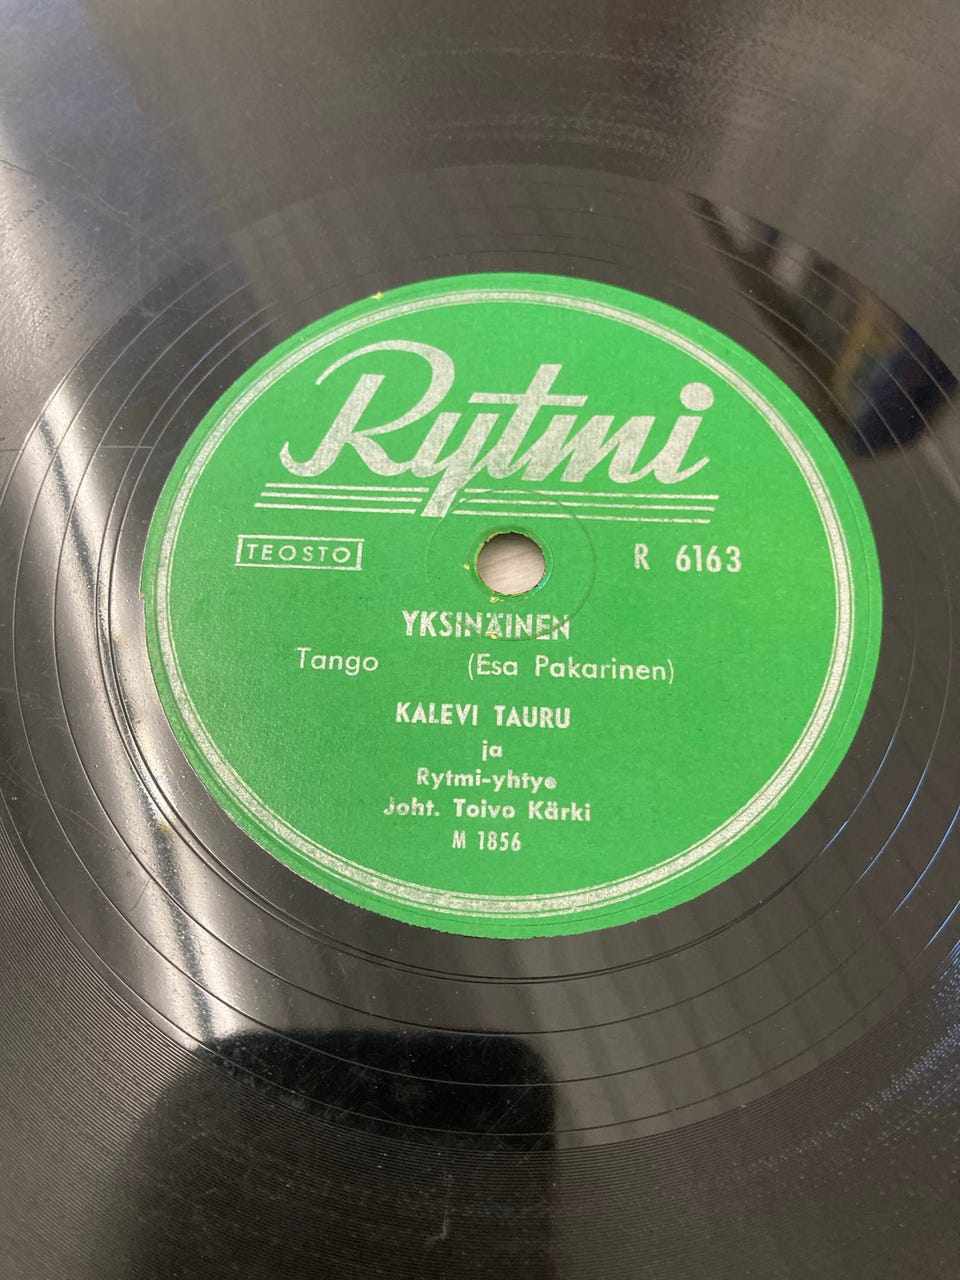 Rytmi
TEOSTO R 6163
YKSINÄINEN
Tango (Esa Pakarinen)
KALEVI TAURU
ja
Rytmi-yhtye
Joht. Toivo Kärki
M 1856